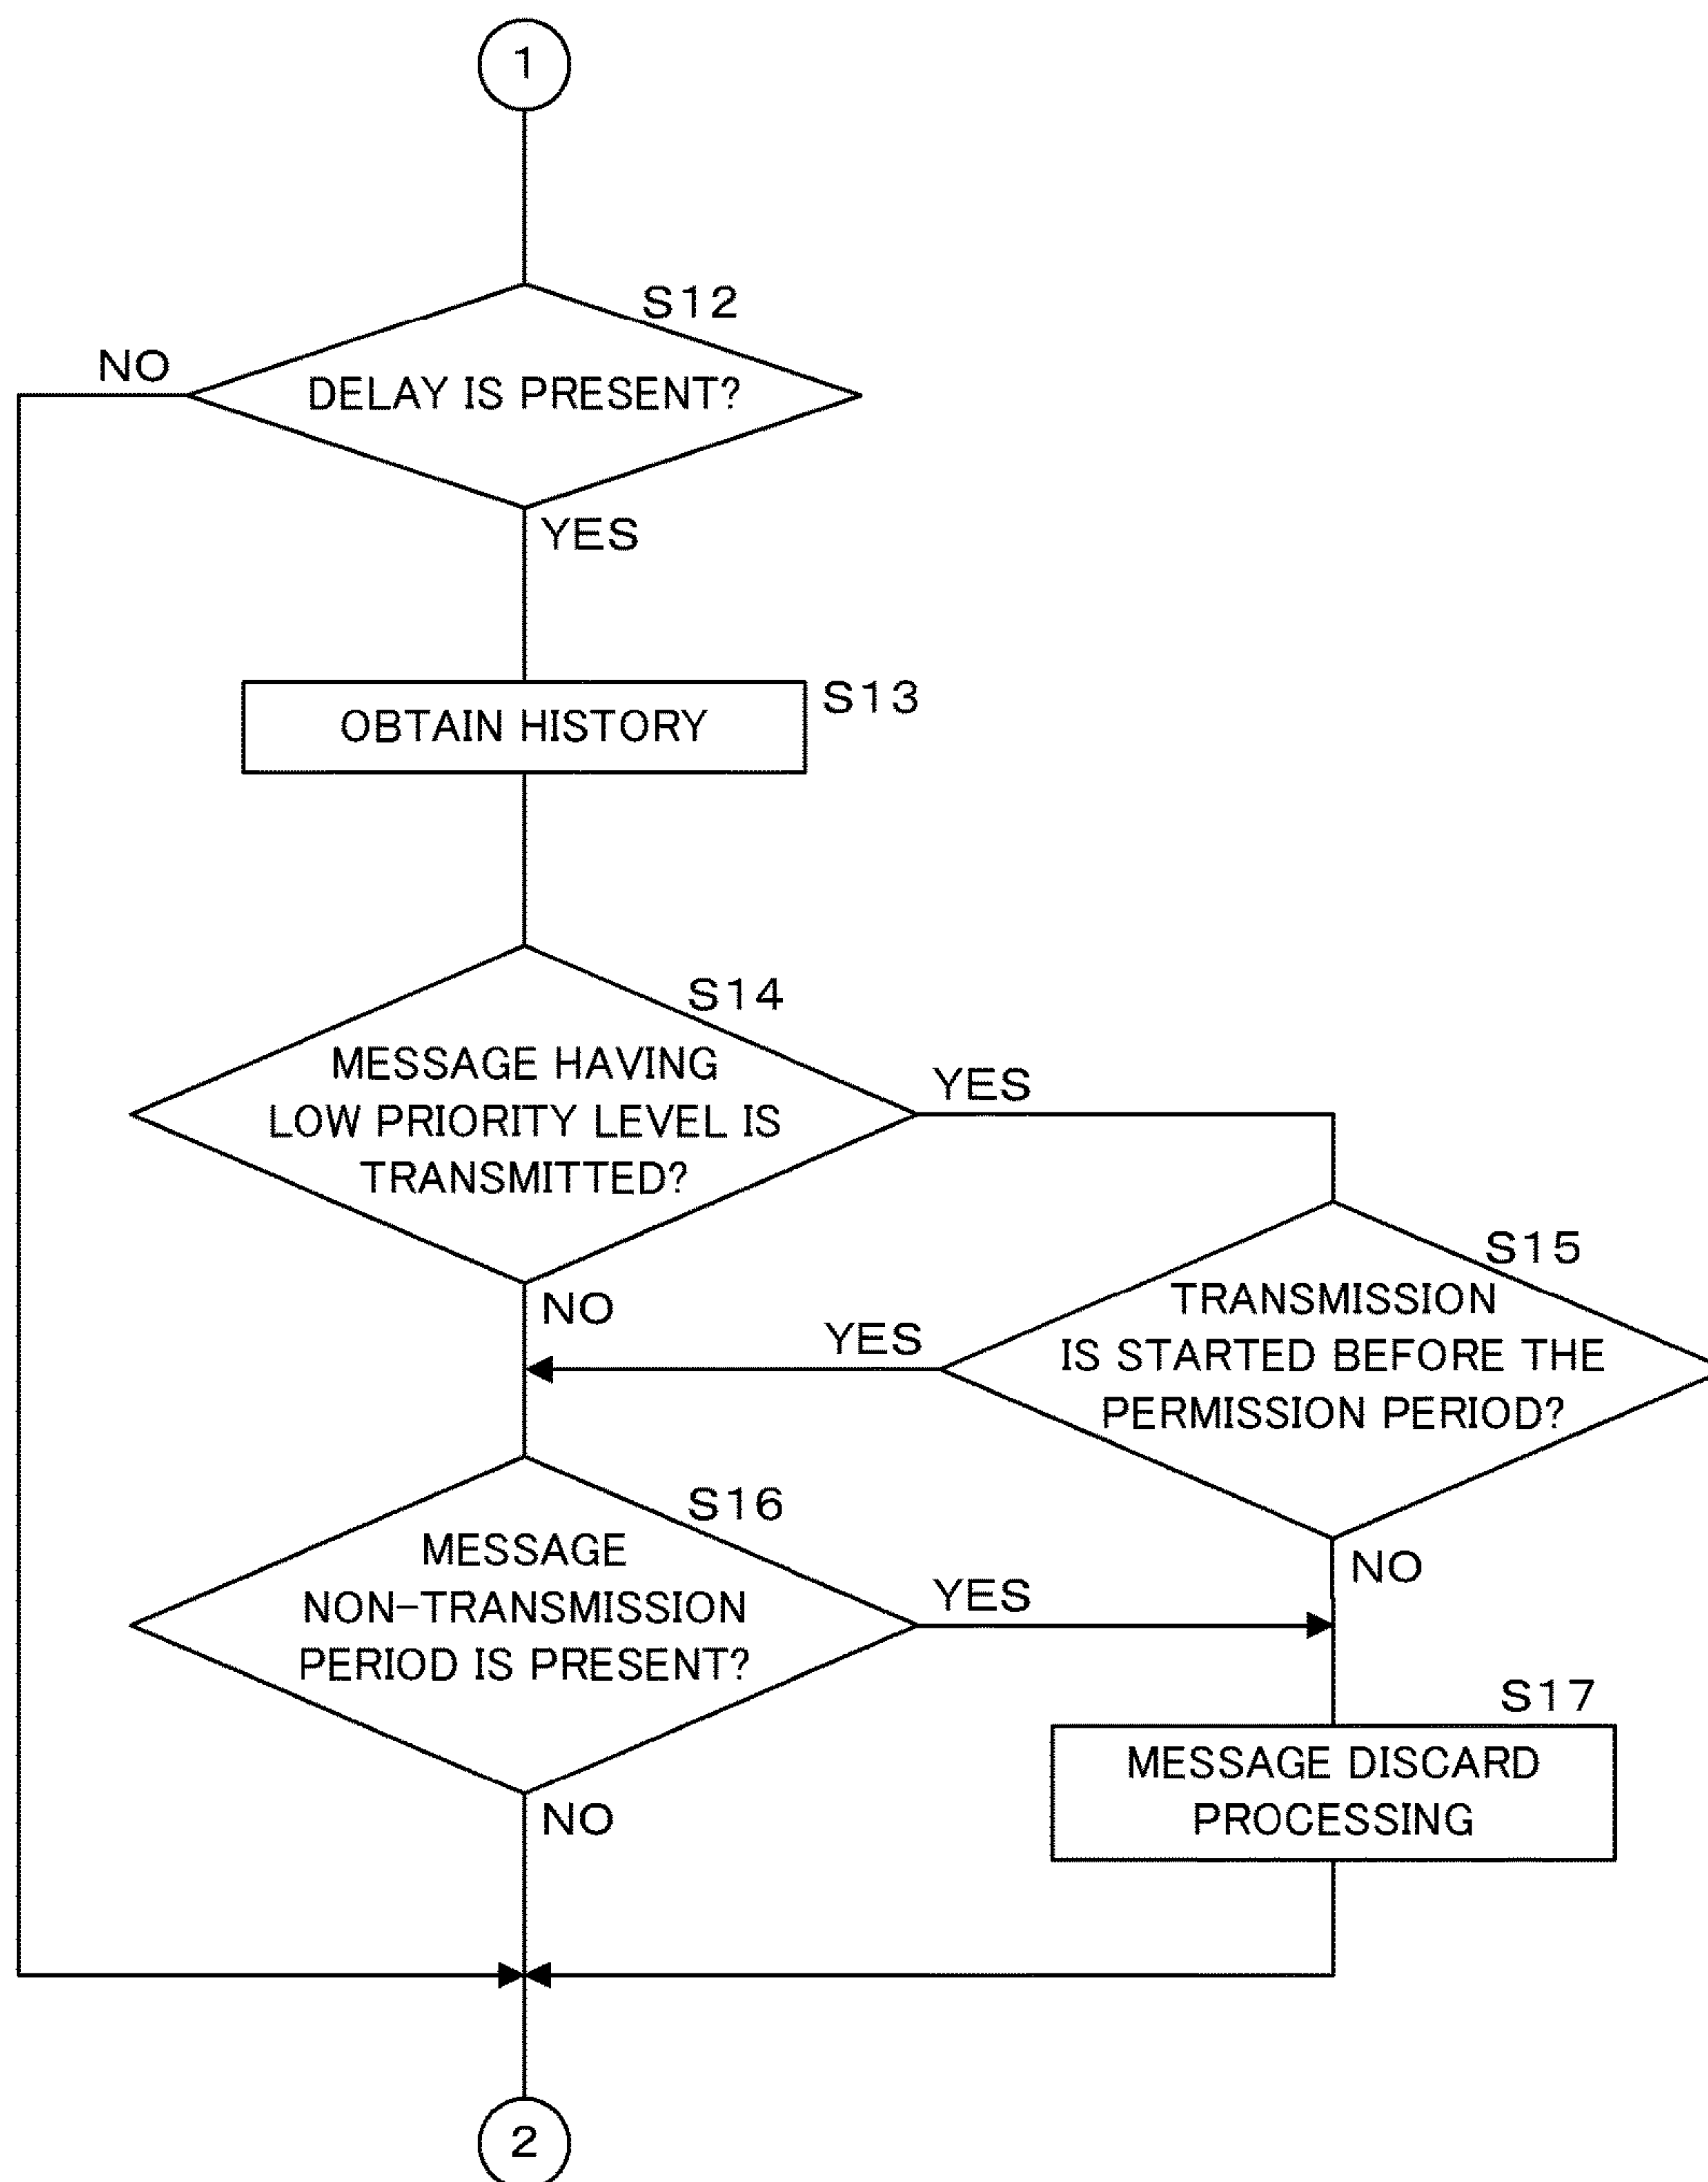 1
S12
NO
DELAY IS PRESENT?
YES
S13
OBTAIN HISTORY
S14
MESSAGE HAVING
LOW PRIORITY LEVEL IS
TRANSMITTED?
YES
NO
S15
TRANSMISSION
IS STARTED BEFORE THE
PERMISSION PERIOD?
YES
NO
S16
MESSAGE
NON-TRANSMISSION
PERIOD IS PRESENT?
YES
NO
S17
MESSAGE DISCARD
PROCESSING
2